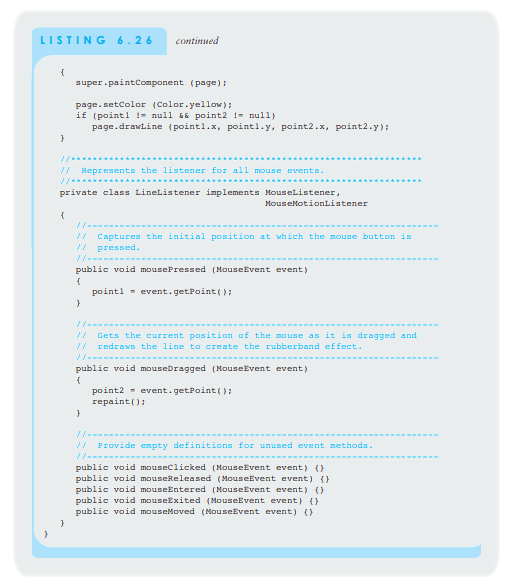 LISTING 6.26 continued
{
super.paintComponent (page);
page.setColor (Color.yellow);
if (point1 != null && point2 != null)
page.drawLine (point1.x, point1.y, point2.x, point2.y);
}
//*****************************************************************
// Represents the listener for all mouse events.
//*****************************************************************
private class LineListener implements MouseListener,
MouseMotionListener
{
//--------------------------------------------------------------
// Captures the initial position at which the mouse button is
// pressed.
//--------------------------------------------------------------
public void mousePressed (MouseEvent event)
{
point1 = event.getPoint();
}
//--------------------------------------------------------------
// Gets the current position of the mouse as it is dragged and
// redraws the line to create the rubberband effect.
//--------------------------------------------------------------
public void mouseDragged (MouseEvent event)
{
point2 = event.getPoint();
repaint();
}
//--------------------------------------------------------------
// Provide empty definitions for unused event methods.
//--------------------------------------------------------------
public void mouseClicked (MouseEvent event) {}
public void mouseReleased (MouseEvent event) {}
public void mouseEntered (MouseEvent event) {}
public void mouseExited (MouseEvent event) {}
public void mouseMoved (MouseEvent event) {}
}
}